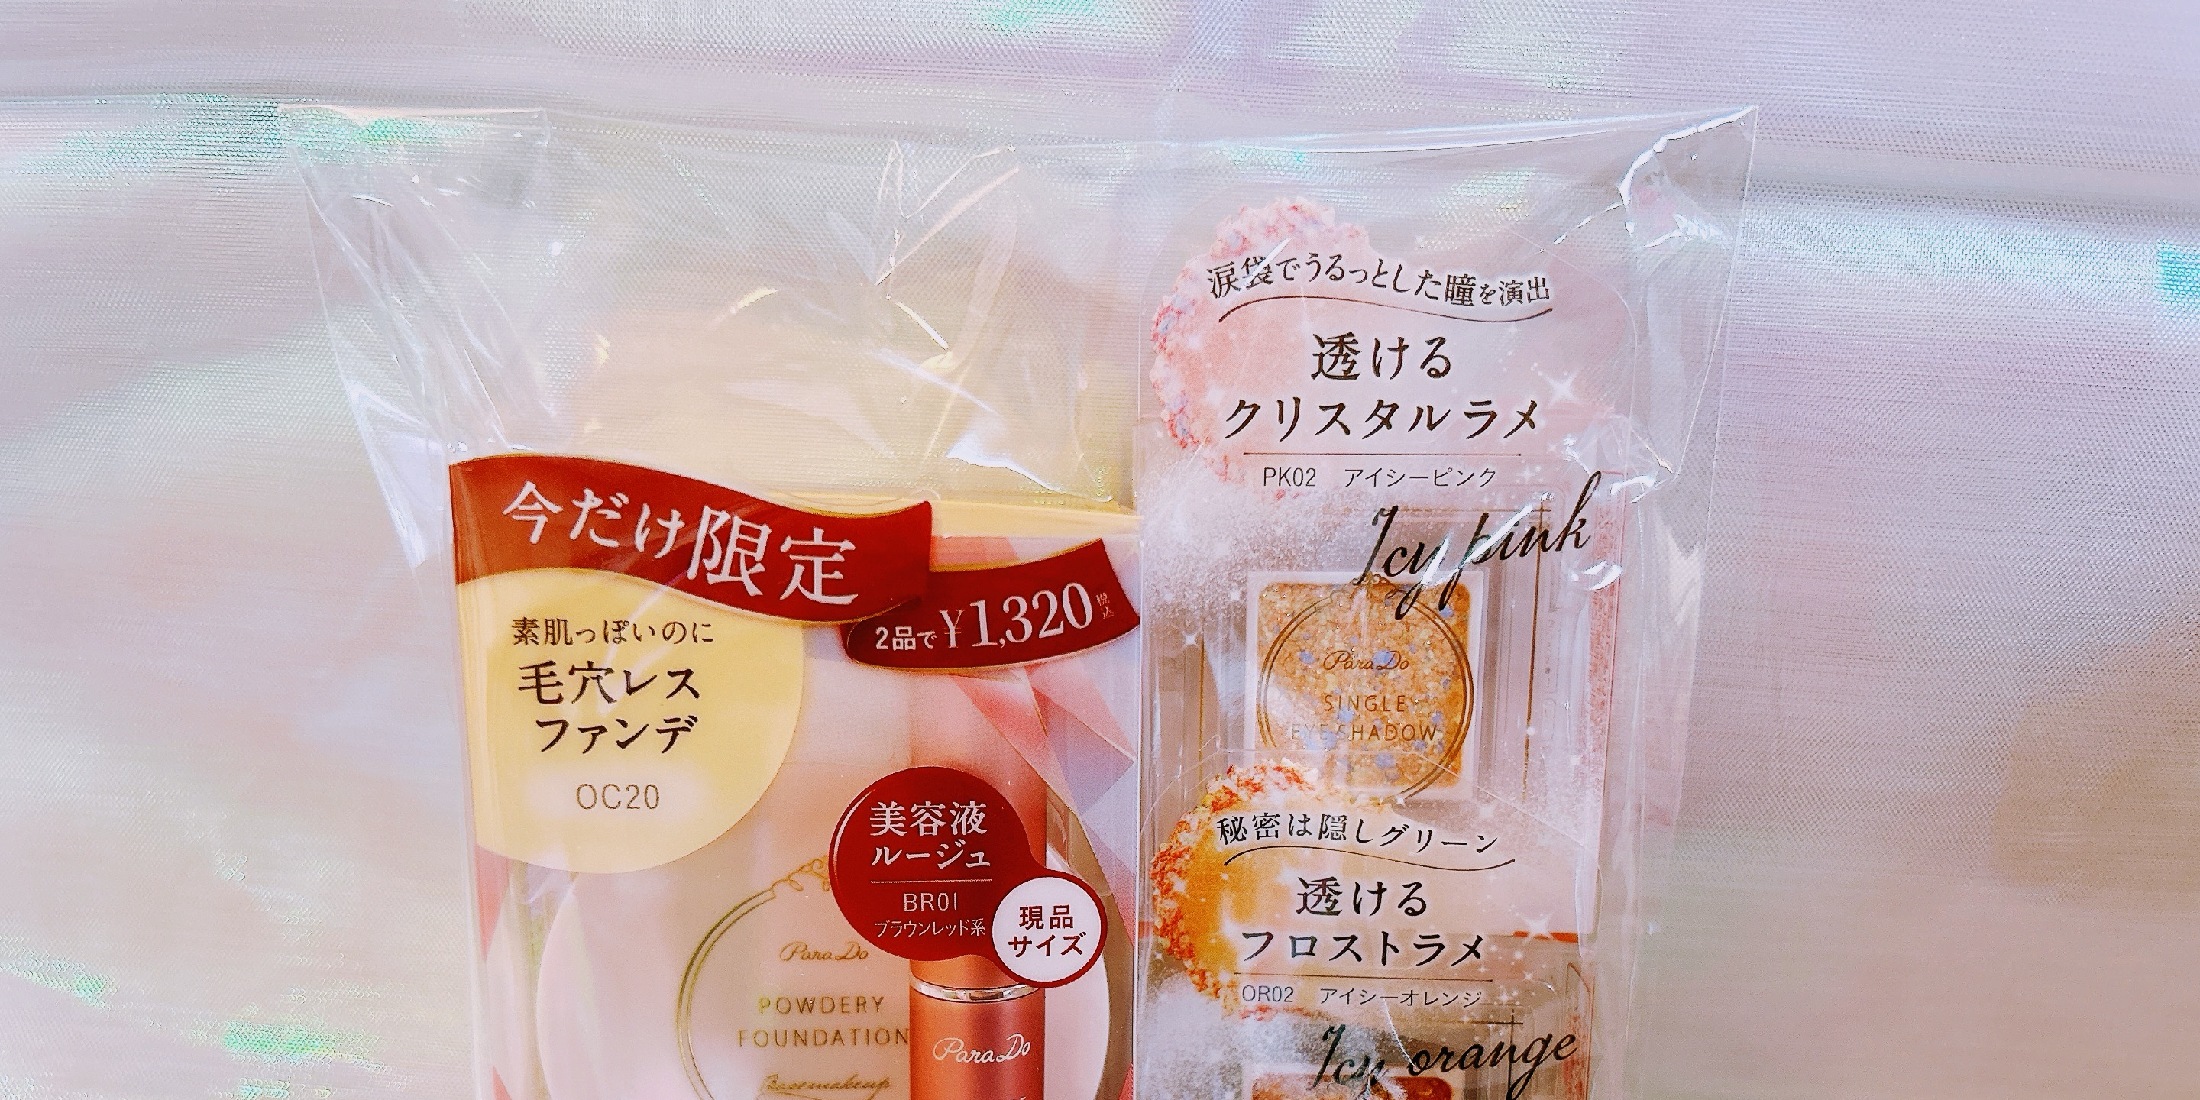 今だけ限定
2品で¥1,320税込
素肌っぽいのに
毛穴レス
ファンデ
OC20
美容液
ルージュ
BR01
ブラウンレッド系
現品
サイズ
ParaDo
POWDERY
FOUNDATION
Basemakeup
ParaDo
涙袋でうるっとした瞳を演出
透ける
クリスタルラメ
PK02 アイシーピンク
Icy pink
ParaDo
SINGLE
EYE SHADOW
秘密は隠しグリーン
透ける
フロストラメ
OR02 アイシーオレンジ
Icy orange